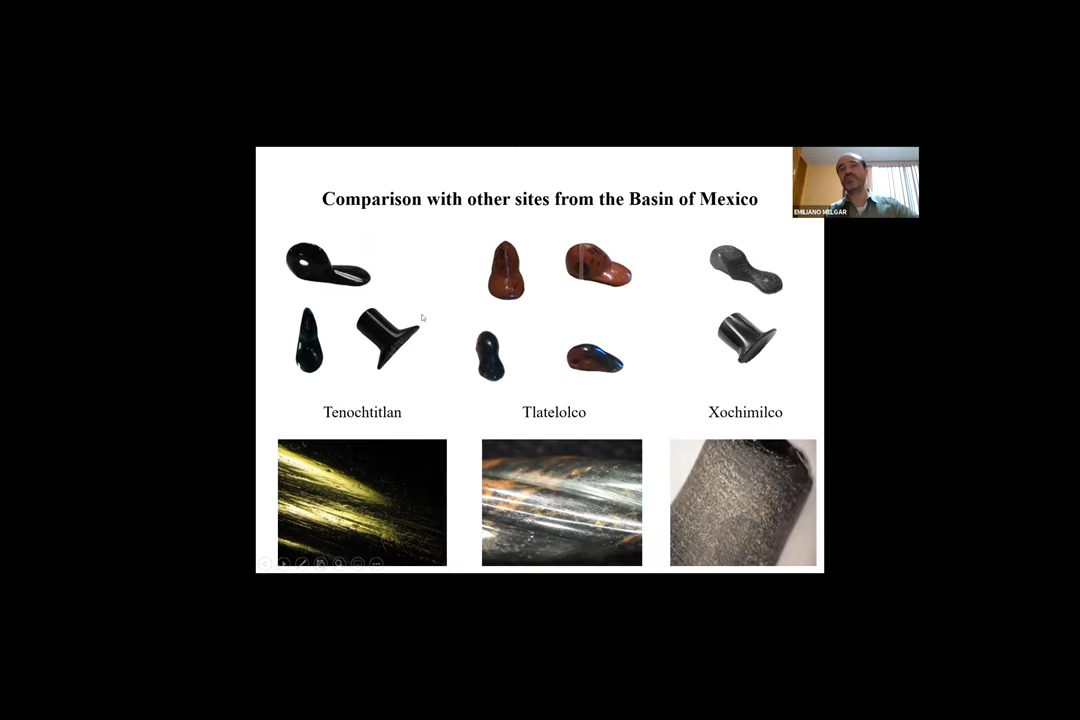 Comparison with other sites from the Basin of Mexico
EMILIANO MELGAR
Tenochtitlan
Tlatelolco
Xochimilco